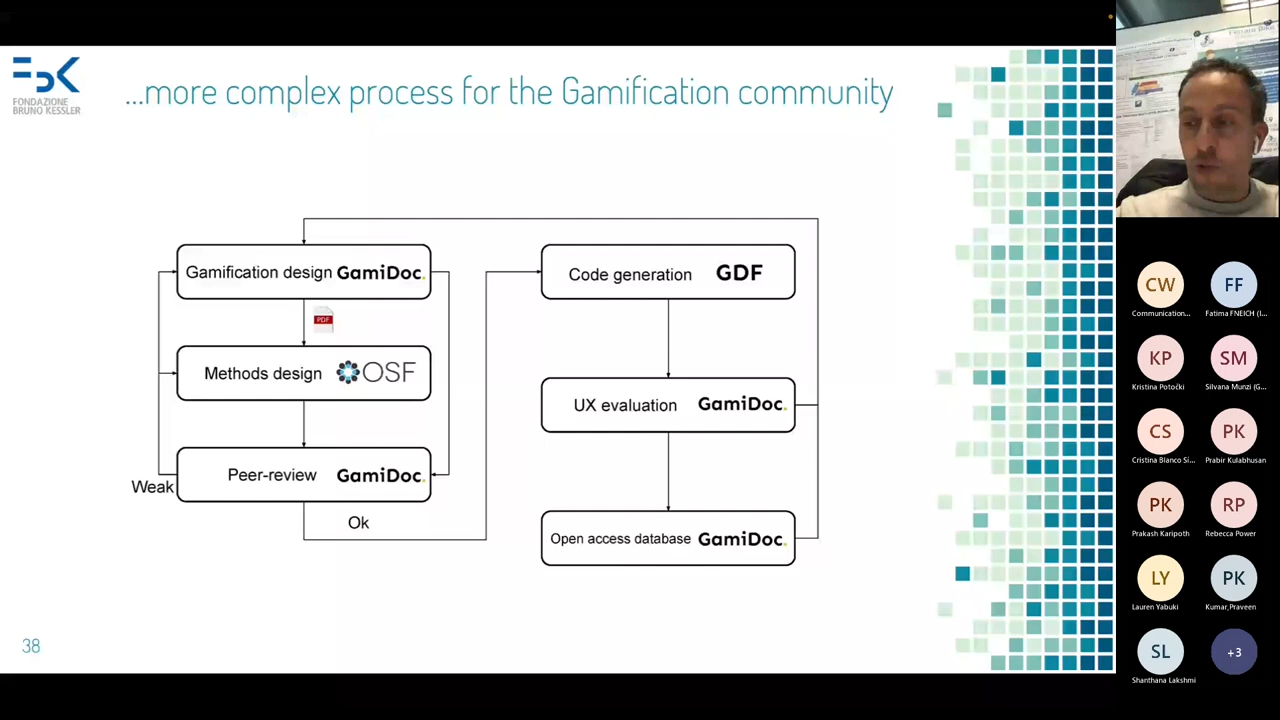 FBK
FONDAZIONE
BRUNO KESSLER
...more complex process for the Gamification community
Gamification design GamiDoc.
PDF
Methods design OSF
Peer-review GamiDoc.
Weak
Ok
Code generation GDF
UX evaluation GamiDoc.
Open access database GamiDoc.
38
CW
Communication...
FF
Fatima FNEICH (I...
KP
Kristina Potočki
SM
Silvana Munzi (G...
CS
Cristina Blanco Sí...
PK
Prabir Kulabhusan
PK
Prakash Karipoth
RP
Rebecca Power
LY
Lauren Yabuki
PK
Kumar,Praveen
SL
Shanthana Lakshmi
+3